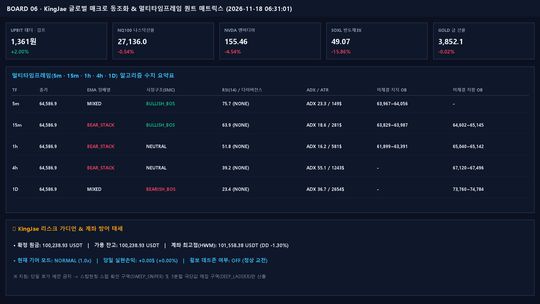 BOARD 06 · KingJae 글로벌 매크로 동조화 & 멀티타임프레임 퀀트 매트릭스 (2026-11-18 06:31:01)
UPBIT 테더 · 김프 NQ100 나스닥선물 NVDA 엔비디아 SOXL 반도체3X GOLD 금 선물
1,361원 27,136.0 155.46 49.07 3,852.1
+2.00% -0.54% -4.54% -15.86% -0.02%
멀티타임프레임(5m · 15m · 1h · 4h · 1D) 알고리즘 수치 요약표
TF 종가 EMA 정배열 시장구조(SMC) RSI(14) / 다이버전스 ADX / ATR 미체결 지지 OB 미체결 저항 OB
5m 64,586.9 MIXED BULLISH_BOS 75.7 (NONE) ADX 23.3 / 149$ 63,967~64,056 -
15m 64,586.9 BEAR_STACK BULLISH_BOS 63.9 (NONE) ADX 18.6 / 281$ 63,829~63,987 64,602~65,145
1h 64,586.9 BEAR_STACK NEUTRAL 51.8 (NONE) ADX 16.2 / 581$ 61,899~63,391 65,040~65,142
4h 64,586.9 BEAR_STACK NEUTRAL 39.2 (NONE) ADX 55.1 / 1243$ - 67,120~67,496
1D 64,586.9 MIXED BEARISH_BOS 23.4 (NONE) ADX 36.7 / 2654$ - 73,760~74,784
KingJae 리스크 가디언 & 계좌 방어 태세
• 확정 원금: 100,238.93 USDT | 가용 잔고: 100,238.93 USDT | 계좌 최고점(HWM): 101,558.38 USDT (DD -1.30%)
• 현재 기어 모드: NORMAL (1.0x) | 당일 실현손익: +0.00$ (+0.00%) | 휩쏘 데드존 여부: OFF (정상 교전)